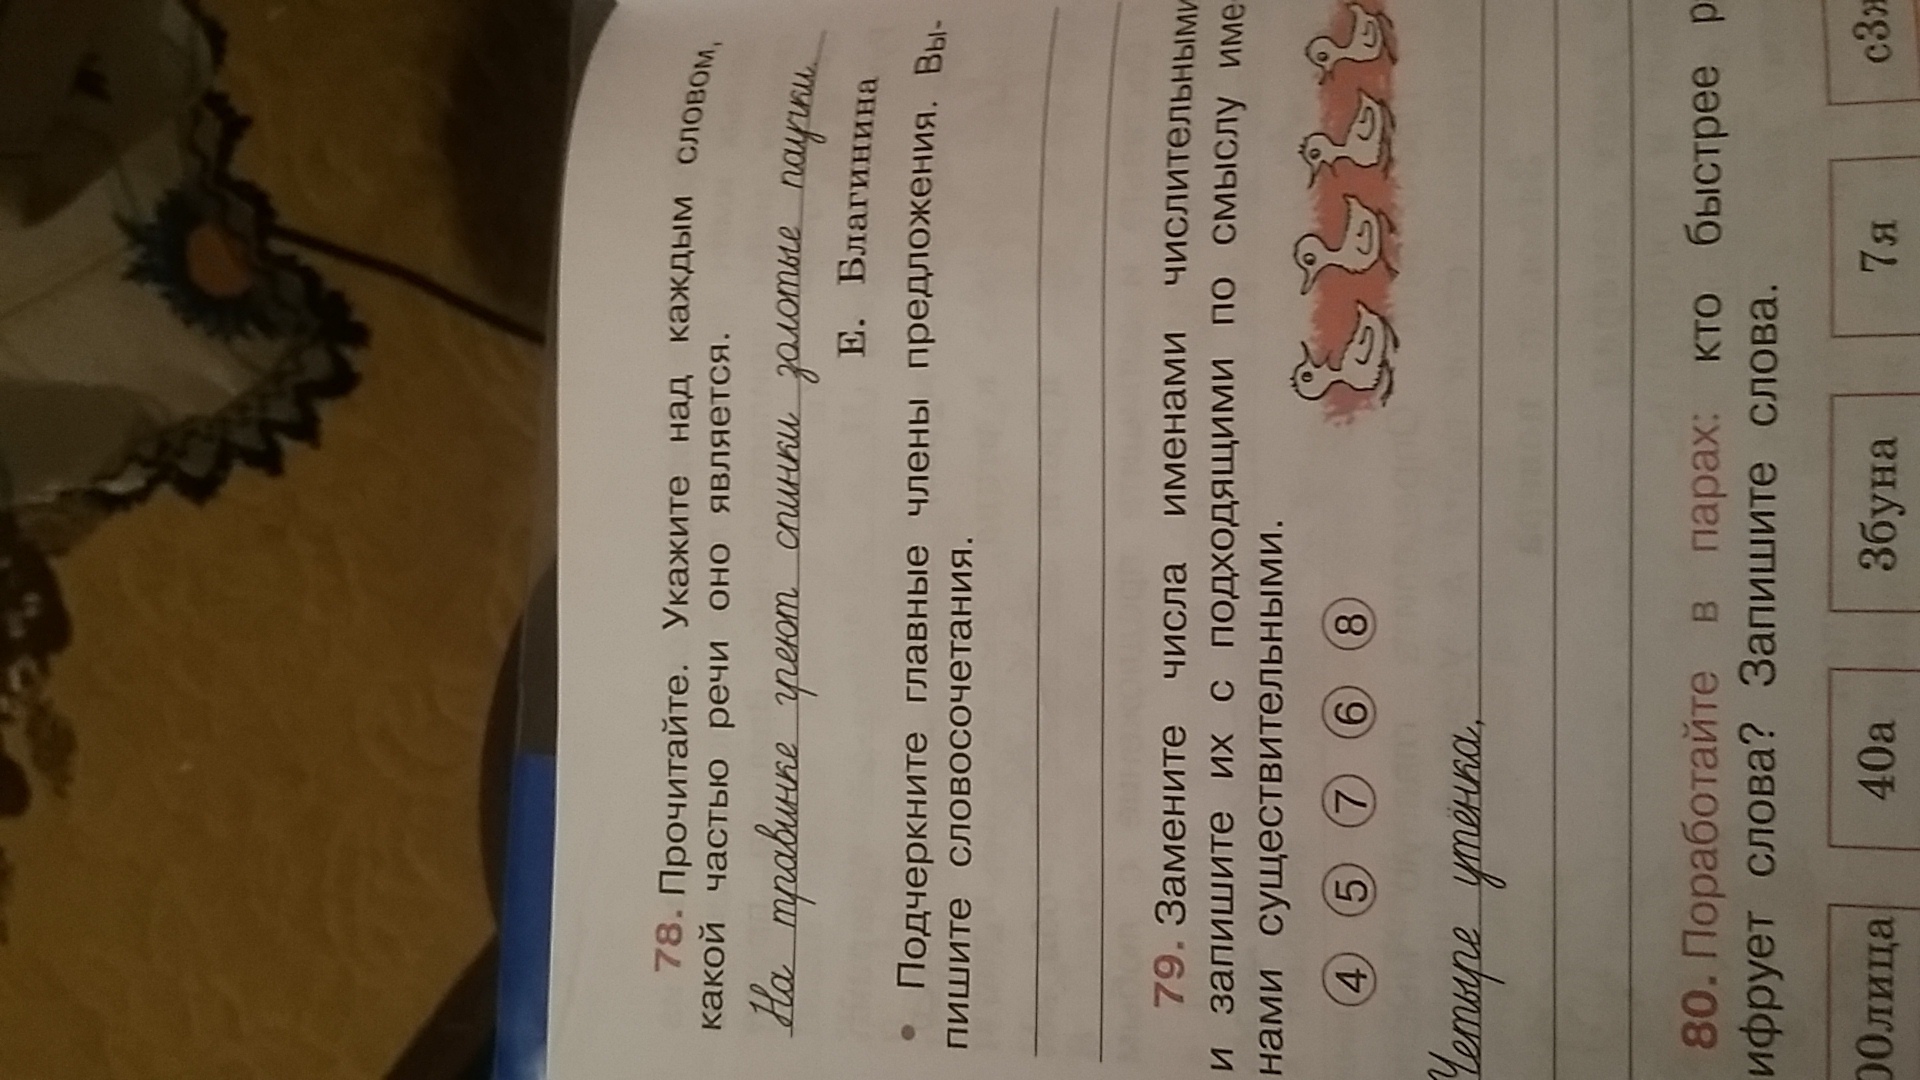 78. Прочитайте. Укажите над каждым словом,
какой частью речи оно является.
На травинке греют спинки золотые паучки.
Е. Благинина
• Подчеркните главные члены предложения. Вы-
пишите словосочетания.
79. Замените числа именами числительными
и запишите их с подходящими по смыслу име-
нами существительными.
4 5 7 6 8
Четыре утёнка,
80. Поработайте в парах: кто быстрее р
ифрует слова? Запишите слова.
00лица 40а 3буна 7я с3ж